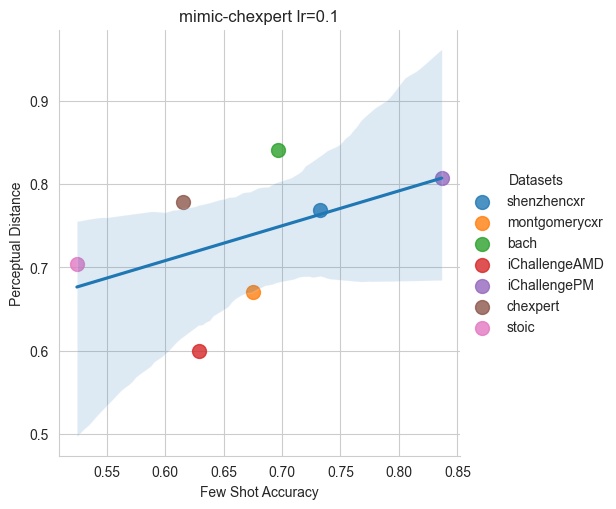 mimic-chexpert lr=0.1
Perceptual Distance
0.9
0.8
0.7
0.6
0.5
0.55
0.60
0.65
0.70
0.75
0.80
0.85
Few Shot Accuracy
Datasets
shenzhencxr
montgomerycxr
bach
iChallengeAMD
iChallengePM
chexpert
stoic